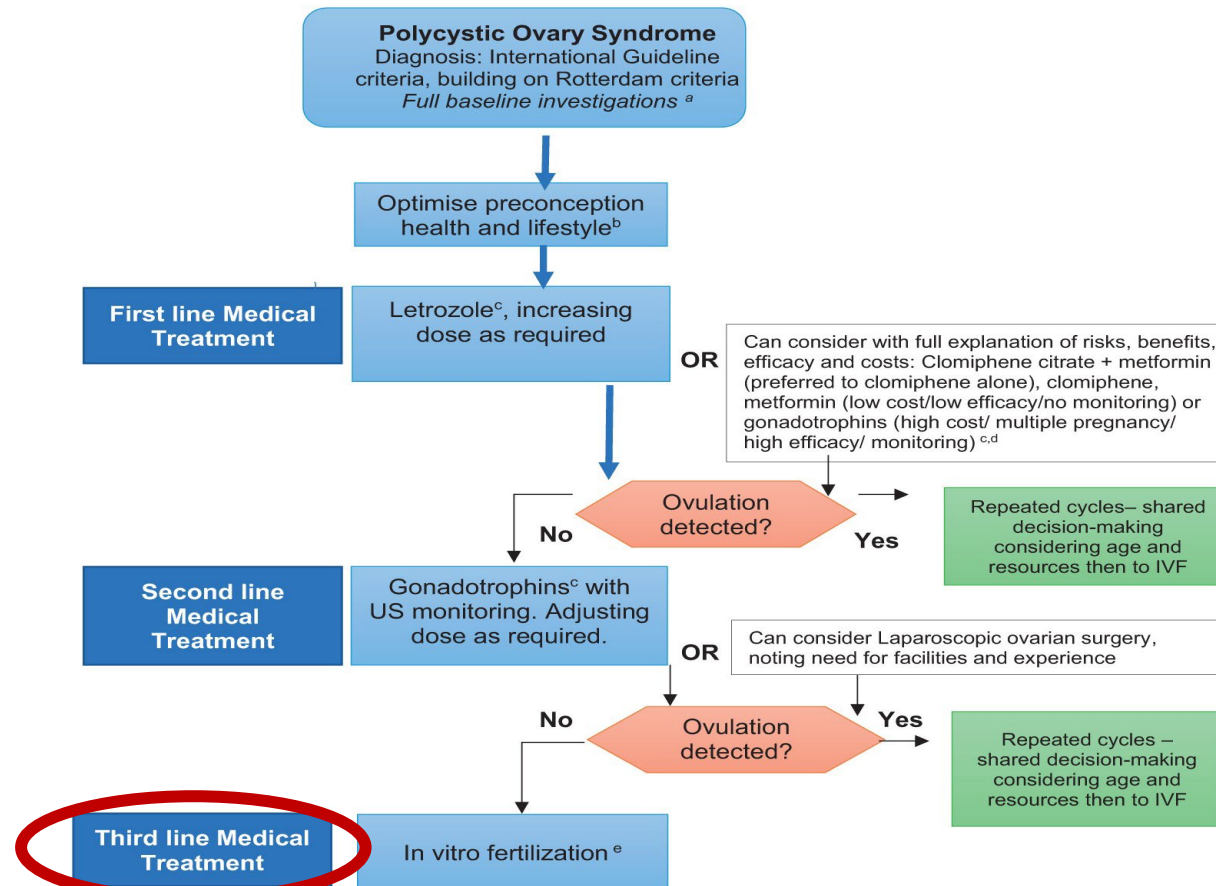 Polycystic Ovary Syndrome
Diagnosis: International Guideline
criteria, building on Rotterdam criteria
Full baseline investigations a
Optimise preconception
health and lifestyle b
First line Medical
Treatment
Letrozole c, increasing
dose as required
OR
Can consider with full explanation of risks, benefits,
efficacy and costs: Clomiphene citrate + metformin
(preferred to clomiphene alone), clomiphene,
metformin (low cost/low efficacy/no monitoring) or
gonadotrophins (high cost/ multiple pregnancy/
high efficacy/ monitoring) c,d
Ovulation
detected?
No
Yes
Repeated cycles– shared
decision-making
considering age and
resources then to IVF
Second line
Medical
Treatment
Gonadotrophins c with
US monitoring. Adjusting
dose as required.
OR
Can consider Laparoscopic ovarian surgery,
noting need for facilities and experience
No
Ovulation
detected?
Yes
Repeated cycles –
shared decision-making
considering age and
resources then to IVF
Third line Medical
Treatment
In vitro fertilization e